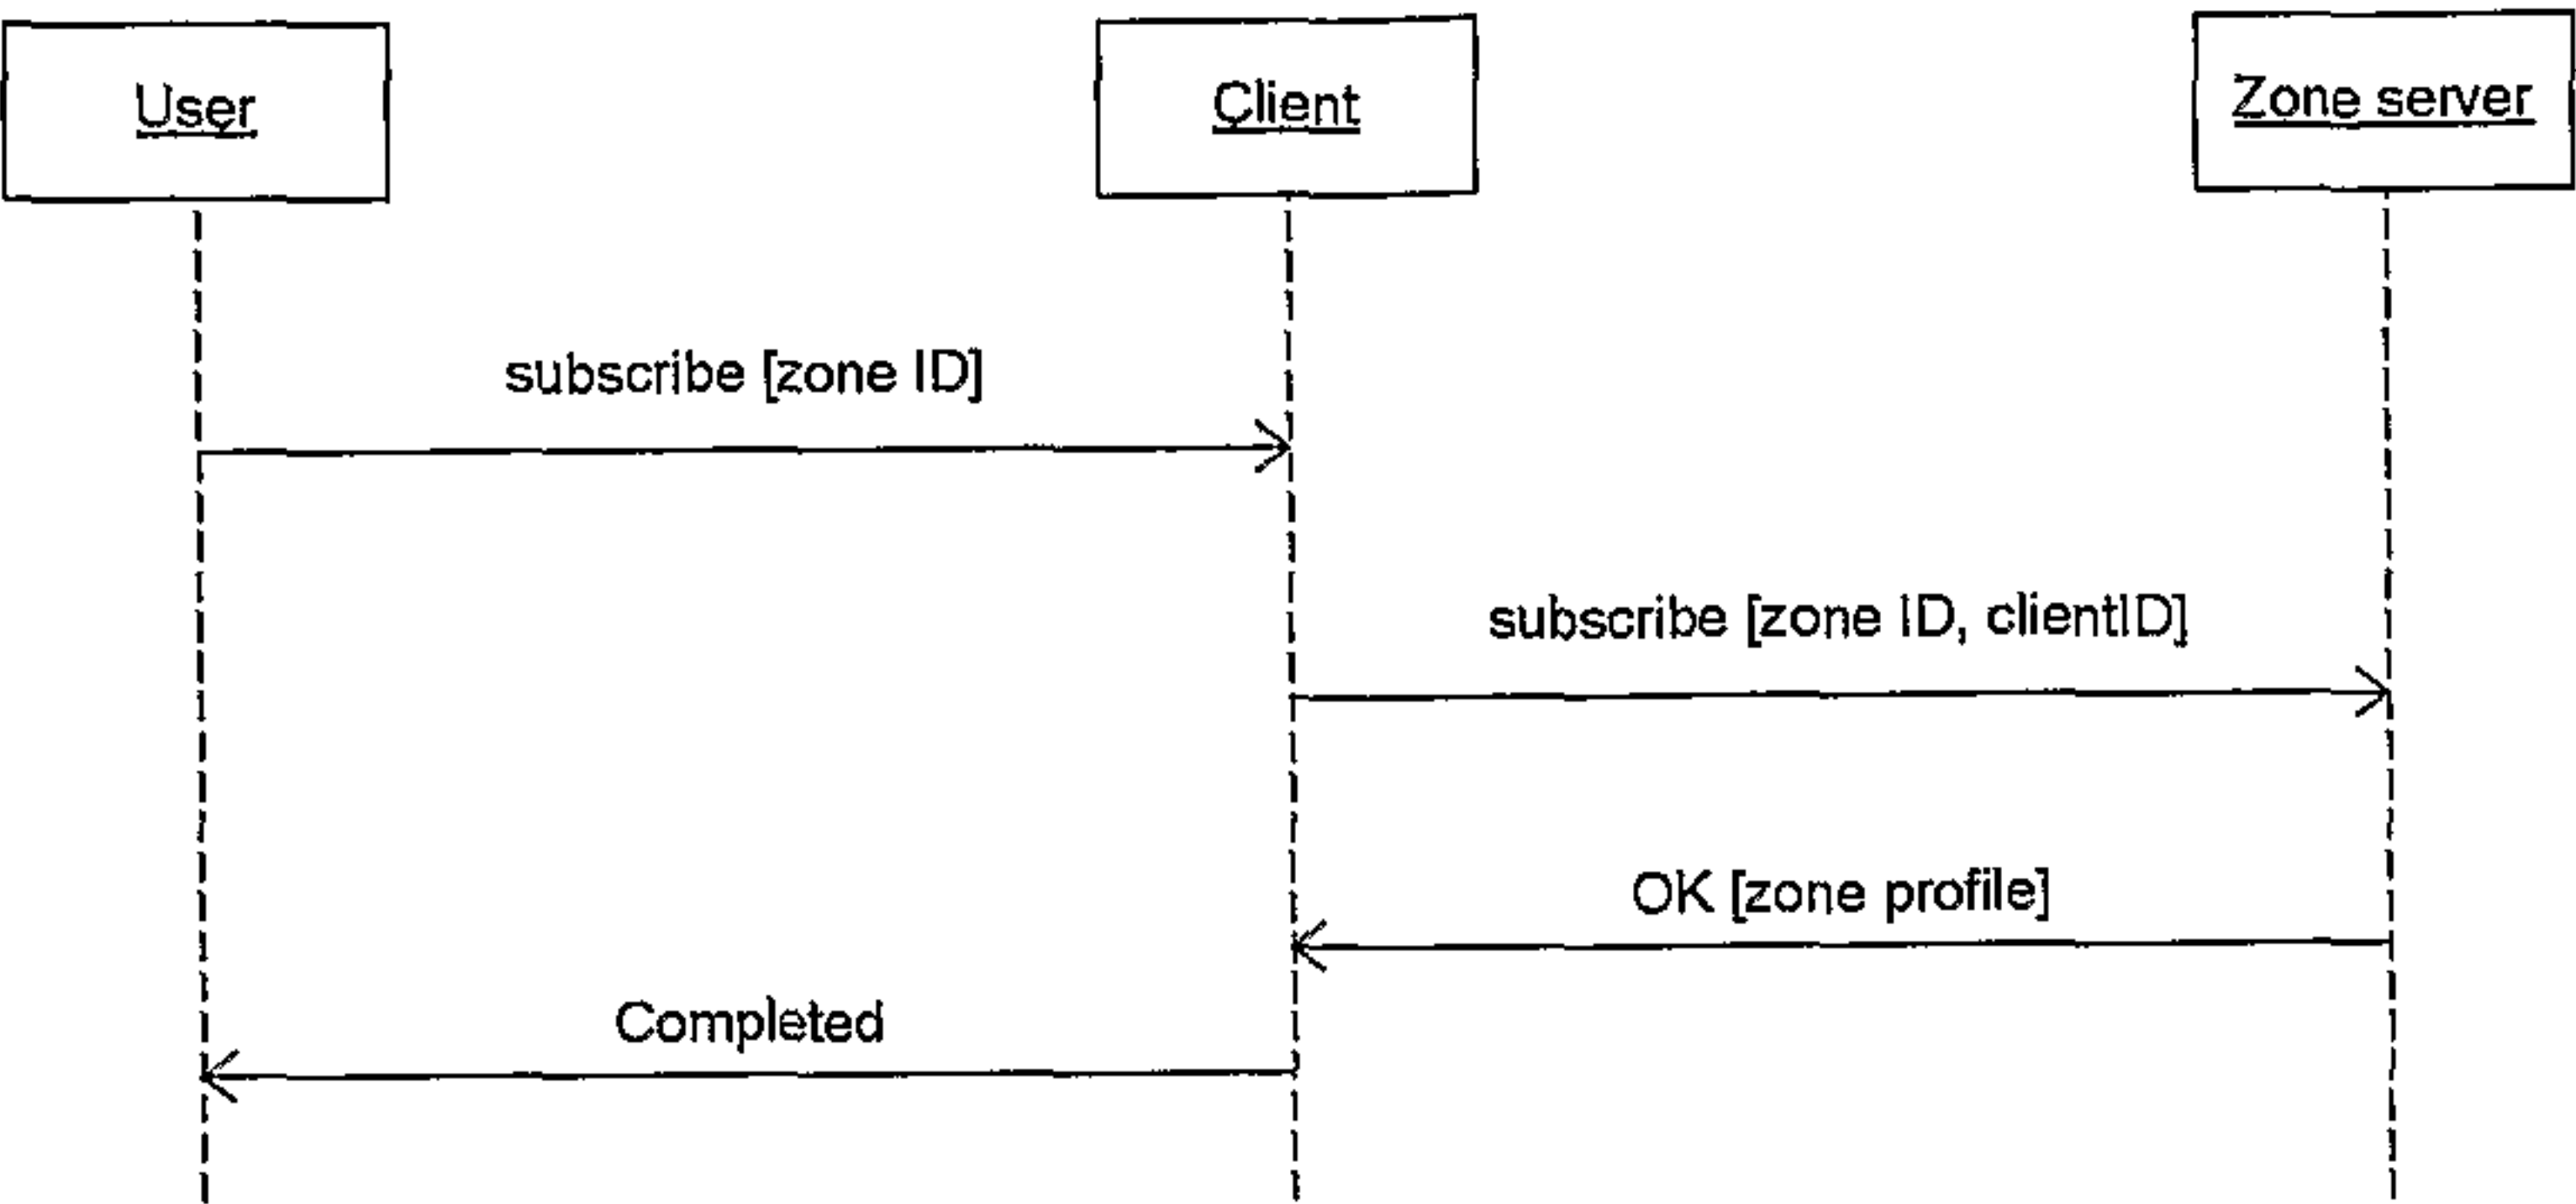 User
Client
Zone server
subscribe [zone ID]
subscribe [zone ID, clientID]
OK [zone profile]
Completed